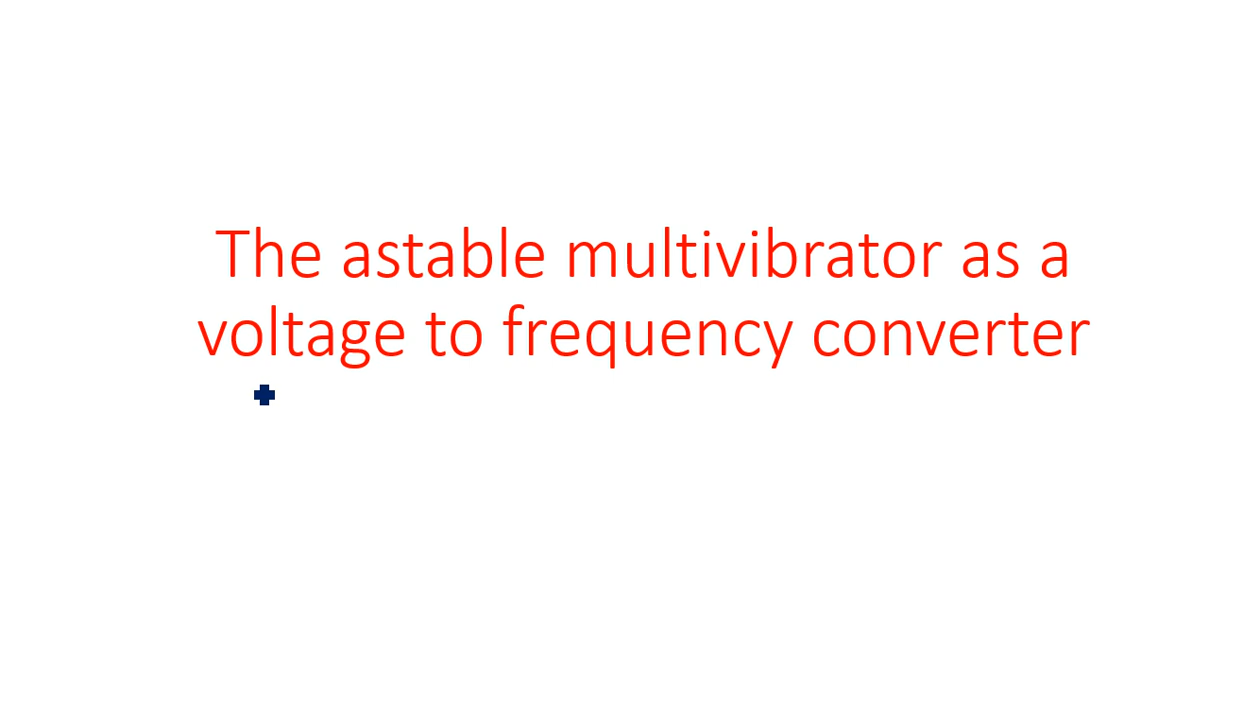 The astable multivibrator as a
voltage to frequency converter